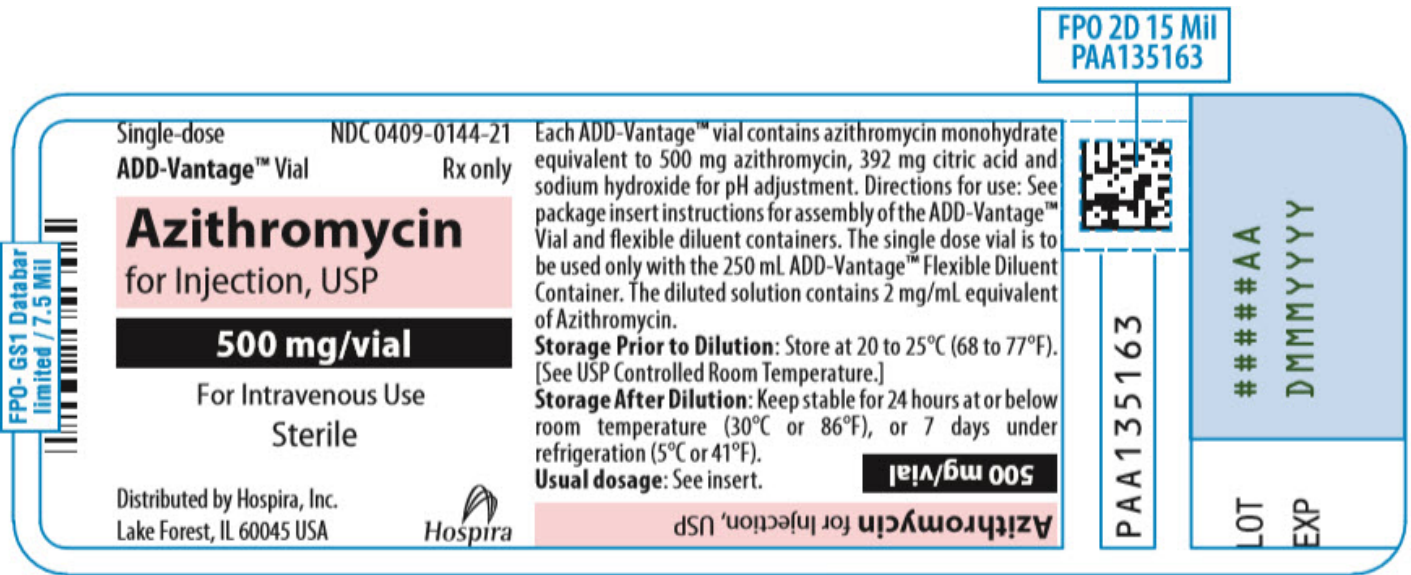 FPO 2D 15 Mil
PAA135163
FPO- GS1 Databar
limited / 7.5 Mil
Single-dose NDC 0409-0144-21
ADD-Vantage™ Vial Rx only
Azithromycin
for Injection, USP
500 mg/vial
For Intravenous Use
Sterile
Distributed by Hospira, Inc.
Lake Forest, IL 60045 USA
Hospira
Each ADD-Vantage™ vial contains azithromycin monohydrate
equivalent to 500 mg azithromycin, 392 mg citric acid and
sodium hydroxide for pH adjustment. Directions for use: See
package insert instructions for assembly of the ADD-Vantage™
Vial and flexible diluent containers. The single dose vial is to
be used only with the 250 mL ADD-Vantage™ Flexible Diluent
Container. The diluted solution contains 2 mg/mL equivalent
of Azithromycin.
Storage Prior to Dilution: Store at 20 to 25°C (68 to 77°F).
[See USP Controlled Room Temperature.]
Storage After Dilution: Keep stable for 24 hours at or below
room temperature (30°C or 86°F), or 7 days under
refrigeration (5°C or 41°F).
Usual dosage: See insert.
500 mg/vial
Azithromycin for Injection, USP
PAA135163
LOT #####AA
EXP DMMMYYYY